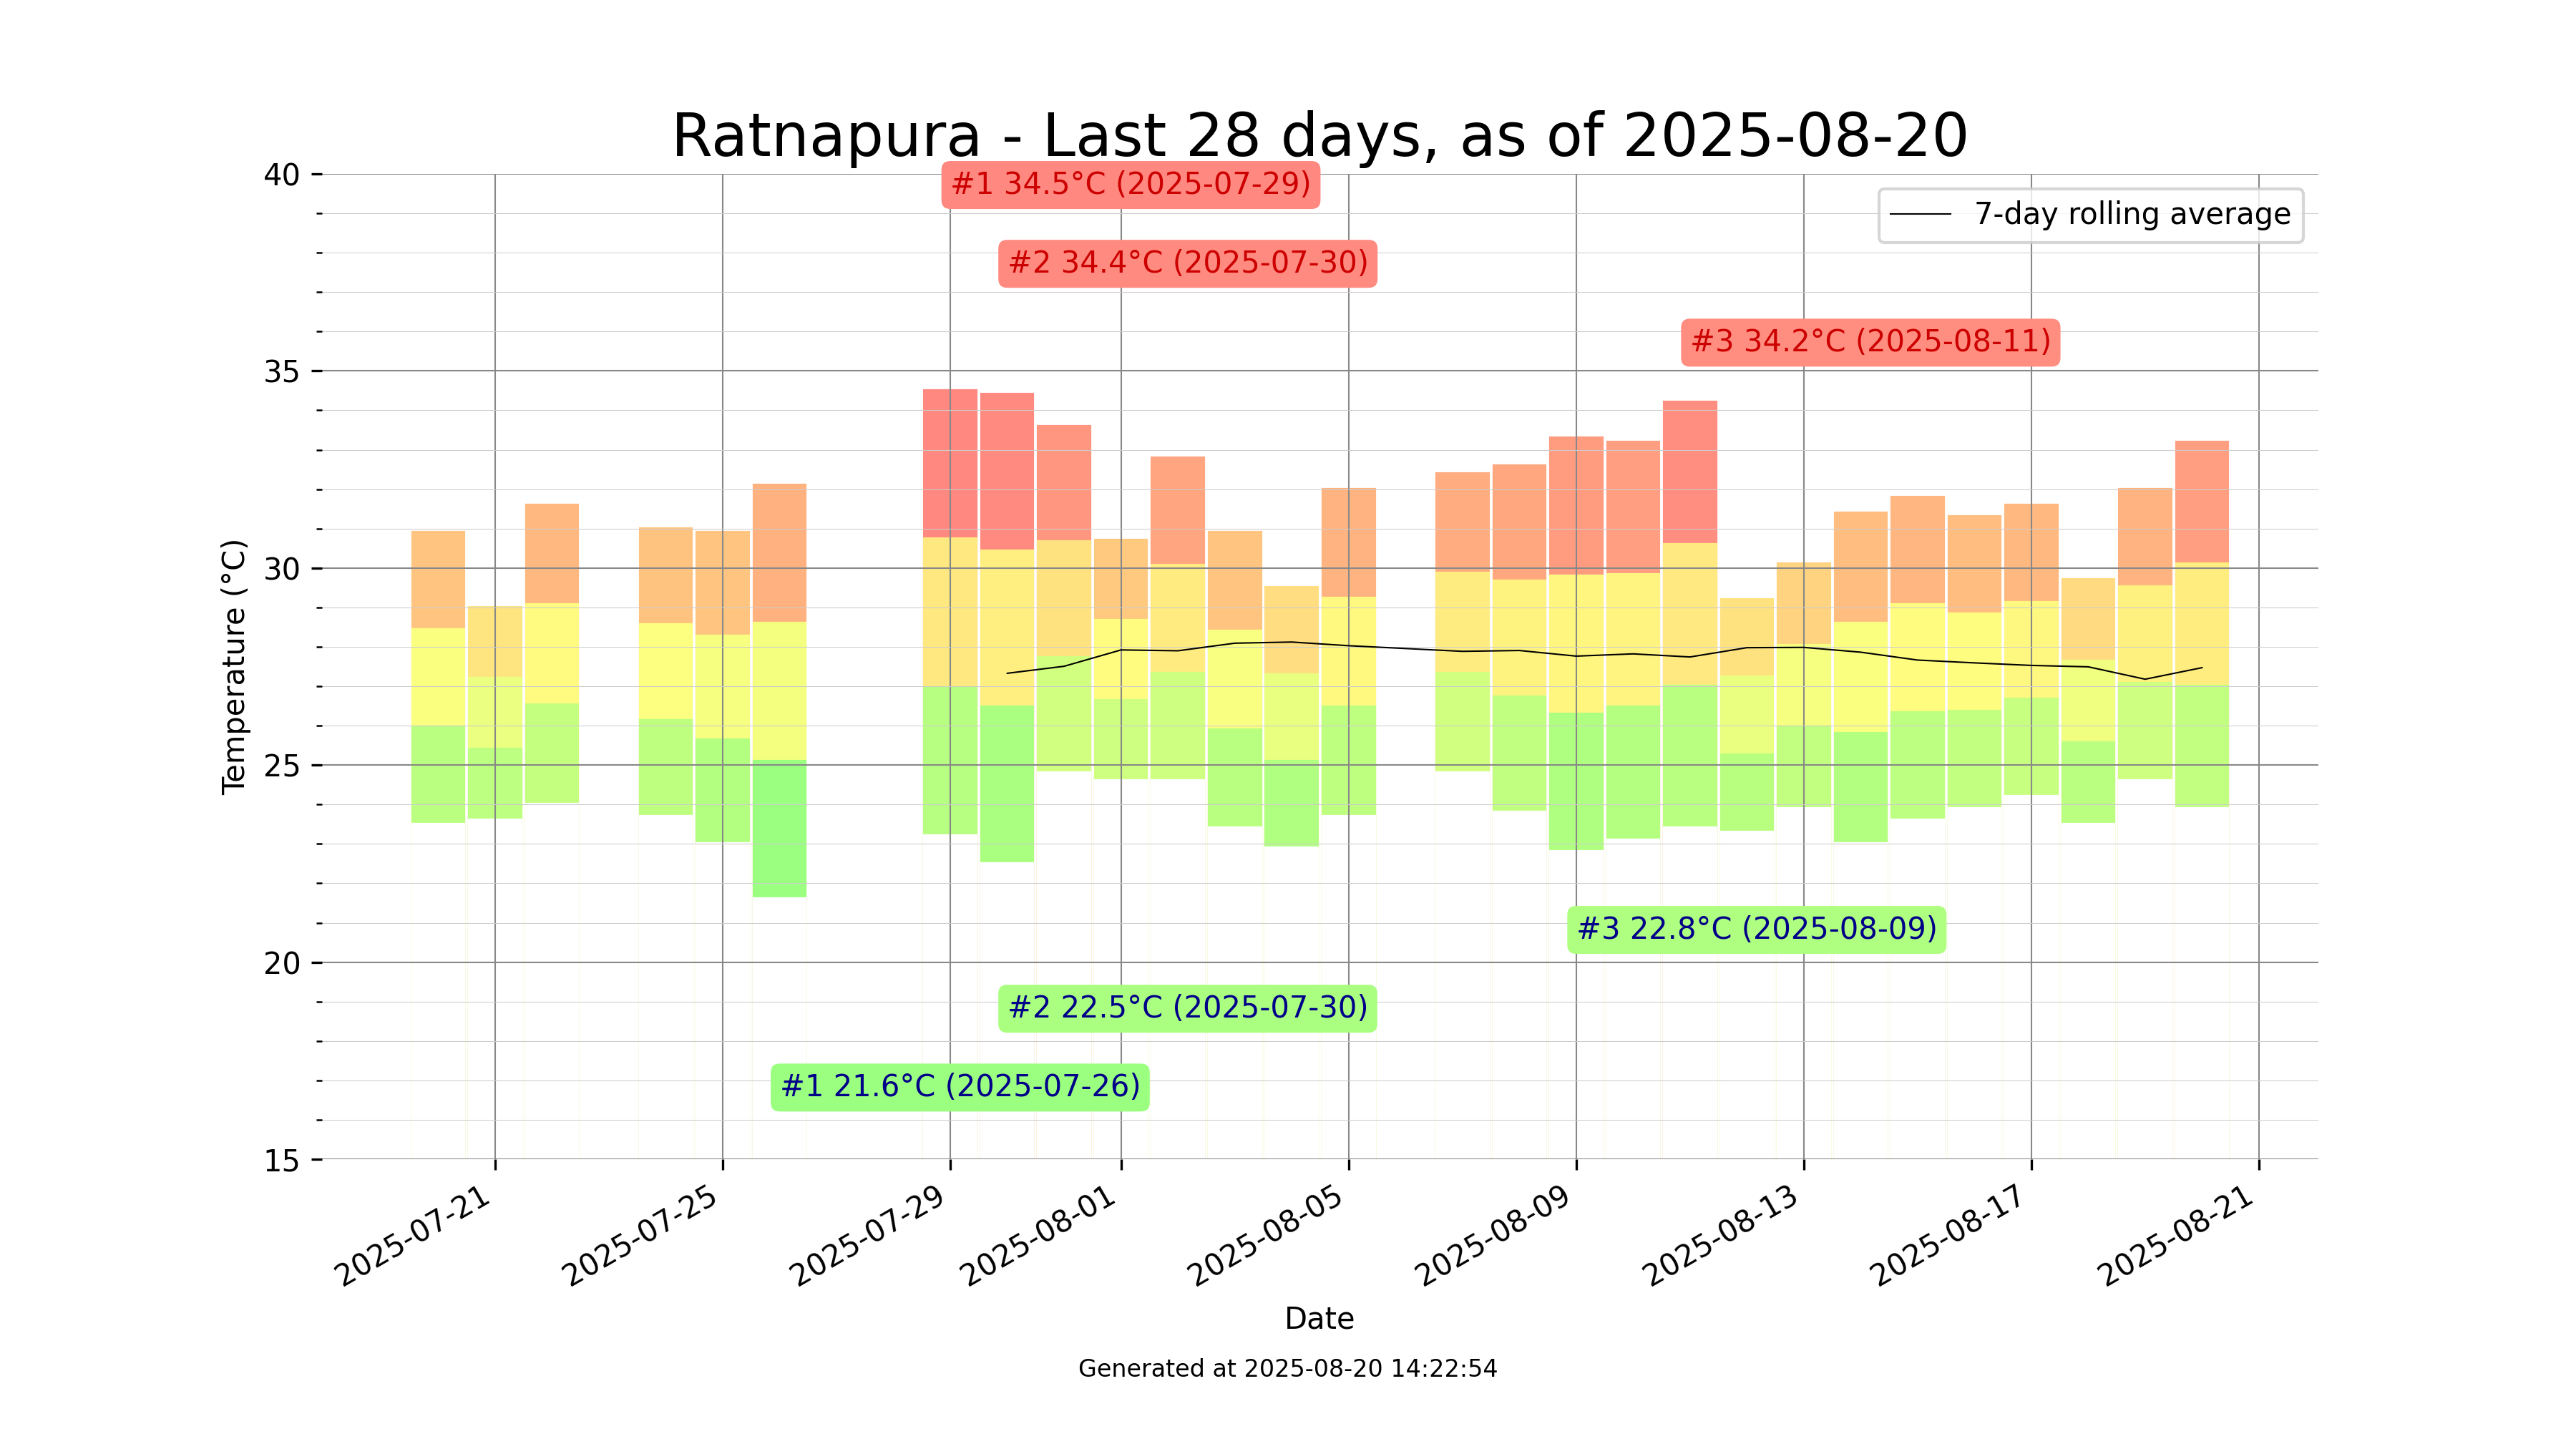 Ratnapura - Last 28 days, as of 2025-08-20
40
#1 34.5°C (2025-07-29)
7-day rolling average
#2 34.4°C (2025-07-30)
#3 34.2°C (2025-08-11)
35
30
Temperature (°C)
25
#3 22.8°C (2025-08-09)
20
#2 22.5°C (2025-07-30)
#1 21.6°C (2025-07-26)
15
2025-07-21
2025-07-25
2025-07-29
2025-08-01
2025-08-05
2025-08-09
2025-08-13
2025-08-17
2025-08-21
Date
Generated at 2025-08-20 14:22:54